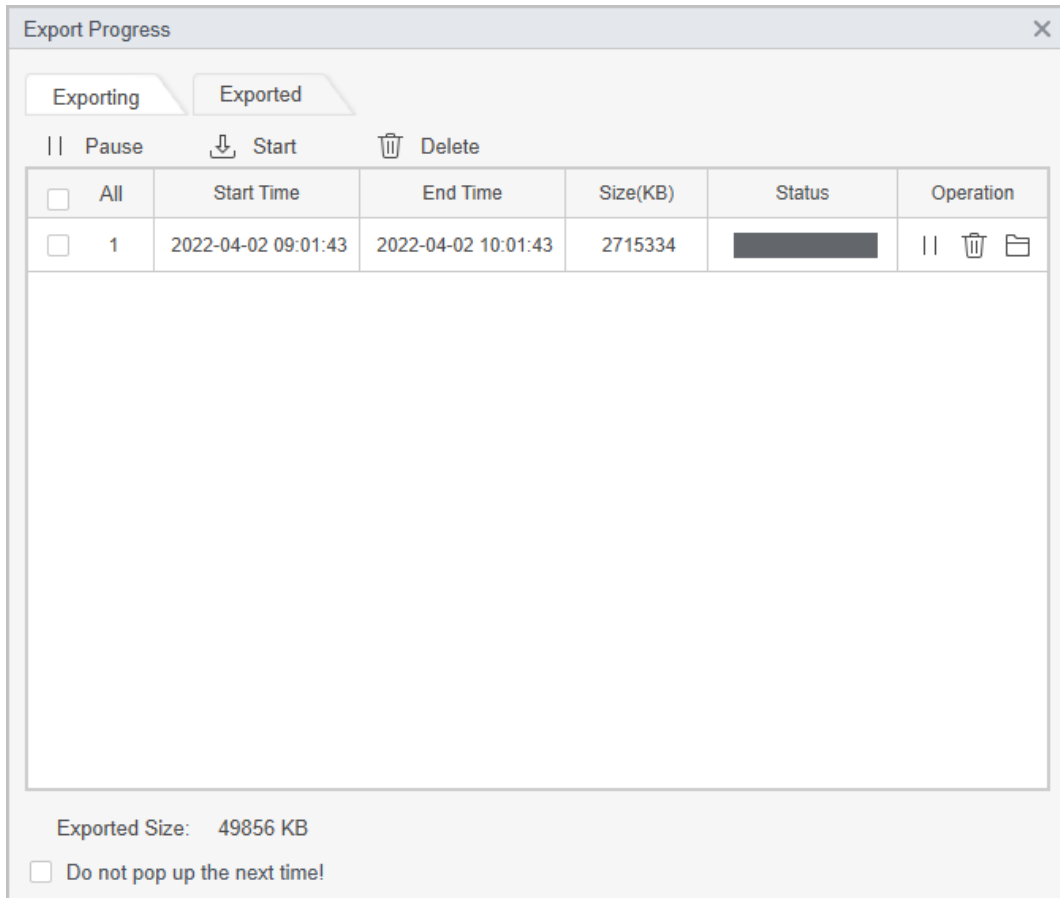 Export Progress
Exporting Exported
Pause Start Delete
All Start Time End Time Size(KB) Status Operation
1 2022-04-02 09:01:43 2022-04-02 10:01:43 2715334
Exported Size: 49856 KB
Do not pop up the next time!